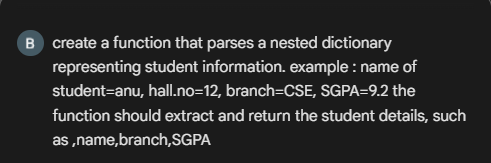 B create a function that parses a nested dictionary
representing student information. example : name of
student=anu, hall.no=12, branch=CSE, SGPA=9.2 the
function should extract and return the student details, such
as ,name,branch,SGPA